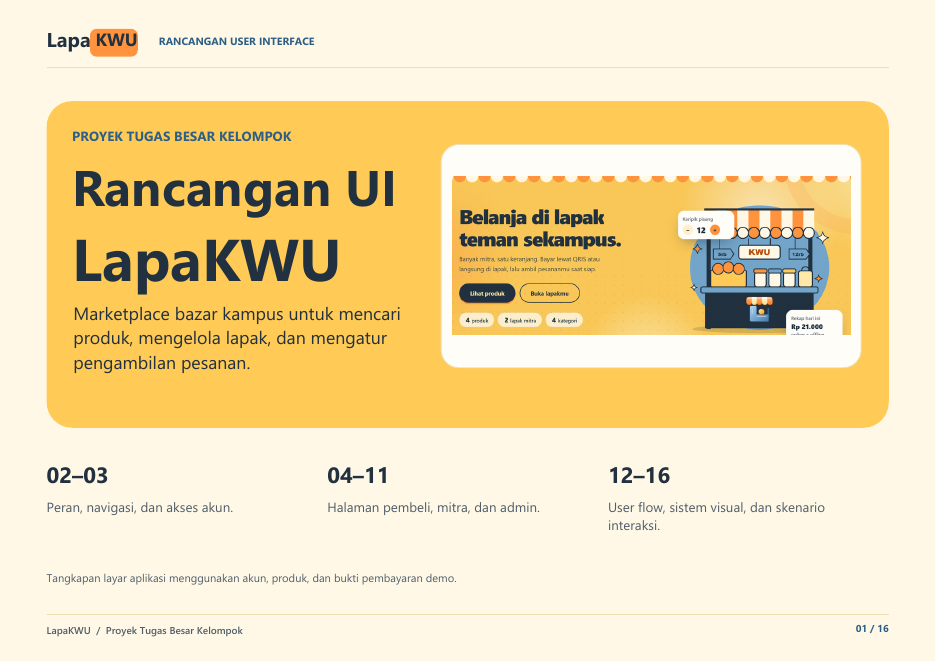 LapaKWU
RANCANGAN USER INTERFACE
PROYEK TUGAS BESAR KELOMPOK
Rancangan UI
LapaKWU
Marketplace bazar kampus untuk mencari
produk, mengelola lapak, dan mengatur
pengambilan pesanan.
Belanja di lapak
teman sekampus.
Banyak mitra, satu keranjang. Bayar lewat QRIS atau
langsung di lapak, lalu ambil pesananmu saat siap.
Lihat produk
Buka lapakmu
4 produk
2 lapak mitra
4 kategori
Keripik pisang
− 12 +
KWU
Rekap hari ini
Rp 21.000
02–03
Peran, navigasi, dan akses akun.
04–11
Halaman pembeli, mitra, dan admin.
12–16
User flow, sistem visual, dan skenario
interaksi.
Tangkapan layar aplikasi menggunakan akun, produk, dan bukti pembayaran demo.
LapaKWU / Proyek Tugas Besar Kelompok
01 / 16